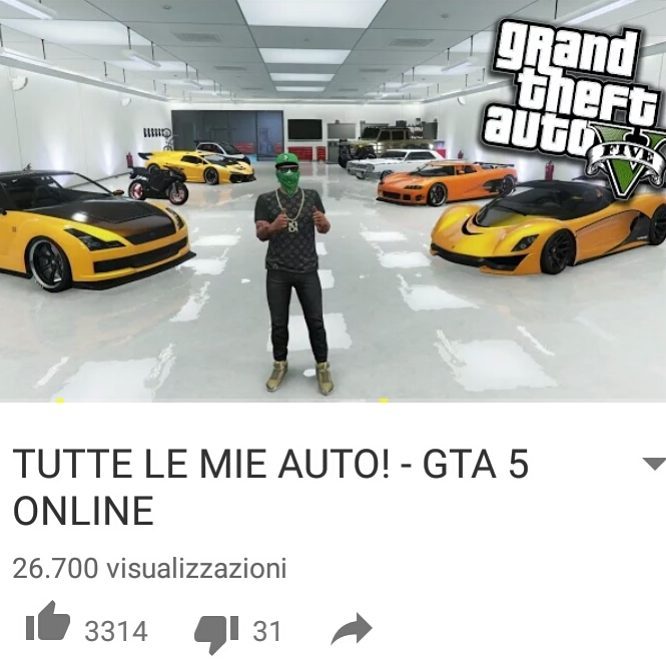 grand
theft
auto
FIVE
TUTTE LE MIE AUTO! - GTA 5
ONLINE
26.700 visualizzazioni
3314 31